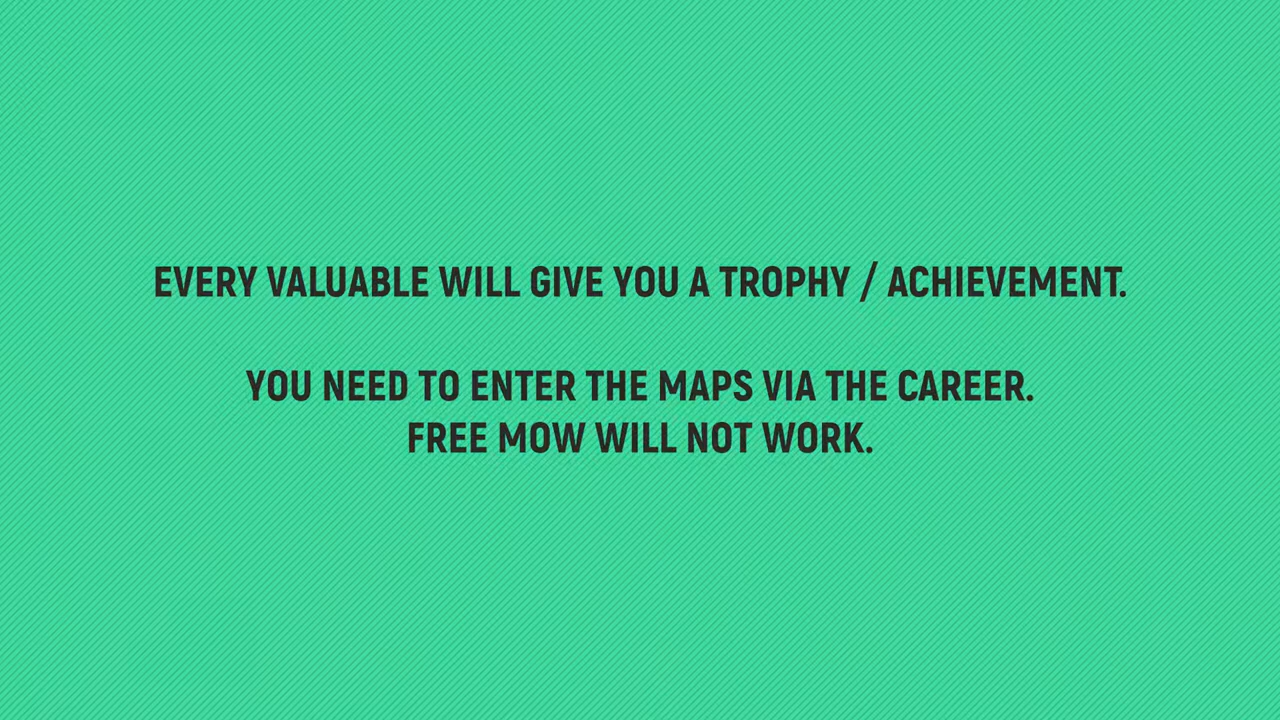 EVERY VALUABLE WILL GIVE YOU A TROPHY / ACHIEVEMENT.
YOU NEED TO ENTER THE MAPS VIA THE CAREER.
FREE MOW WILL NOT WORK.